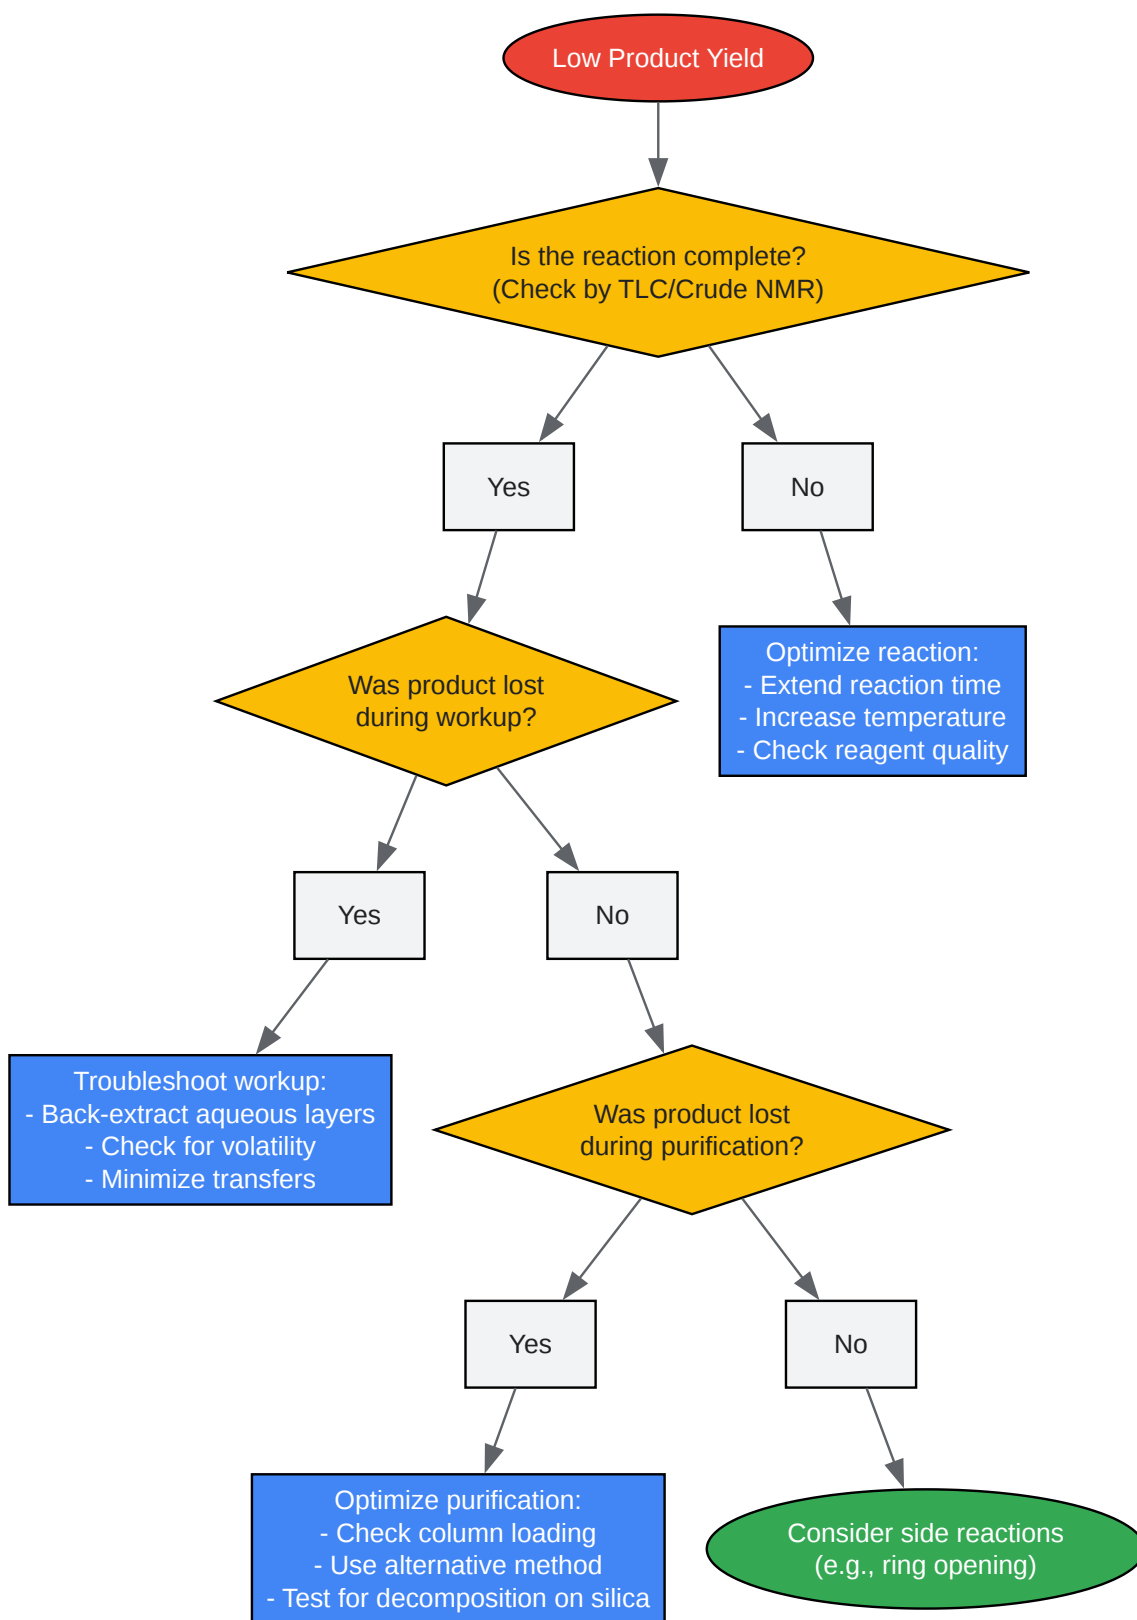 Low Product Yield
Is the reaction complete?
(Check by TLC/Crude NMR)
Yes
No
Was product lost
during workup?
Optimize reaction:
- Extend reaction time
- Increase temperature
- Check reagent quality
Yes
No
Troubleshoot workup:
- Back-extract aqueous layers
- Check for volatility
- Minimize transfers
Was product lost
during purification?
Yes
No
Optimize purification:
- Check column loading
- Use alternative method
- Test for decomposition on silica
Consider side reactions
(e.g., ring opening)